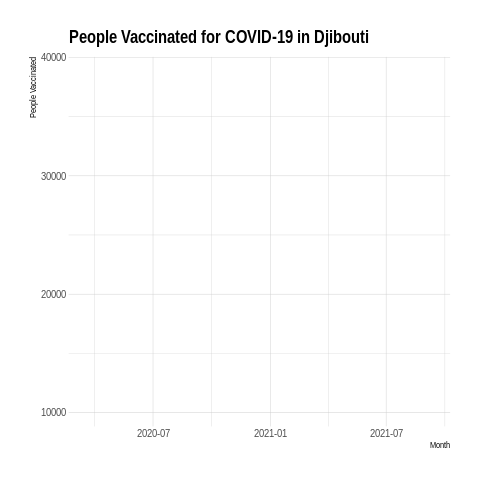 People Vaccinated for COVID-19 in Djibouti
People Vaccinated
40000
30000
20000
10000
2020-07 2021-01 2021-07
Month